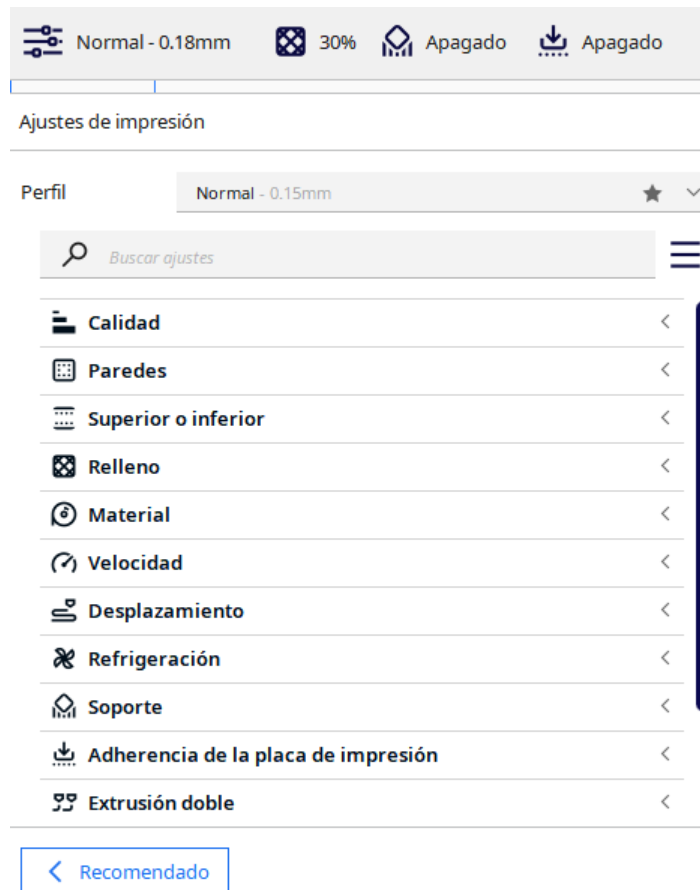 Normal - 0.18mm 30% Apagado Apagado
Ajustes de impresión
Perfil Normal - 0.15mm
Buscar ajustes
Calidad
Paredes
Superior o inferior
Relleno
Material
Velocidad
Desplazamiento
Refrigeración
Soporte
Adherencia de la placa de impresión
Extrusión doble
Recomendado